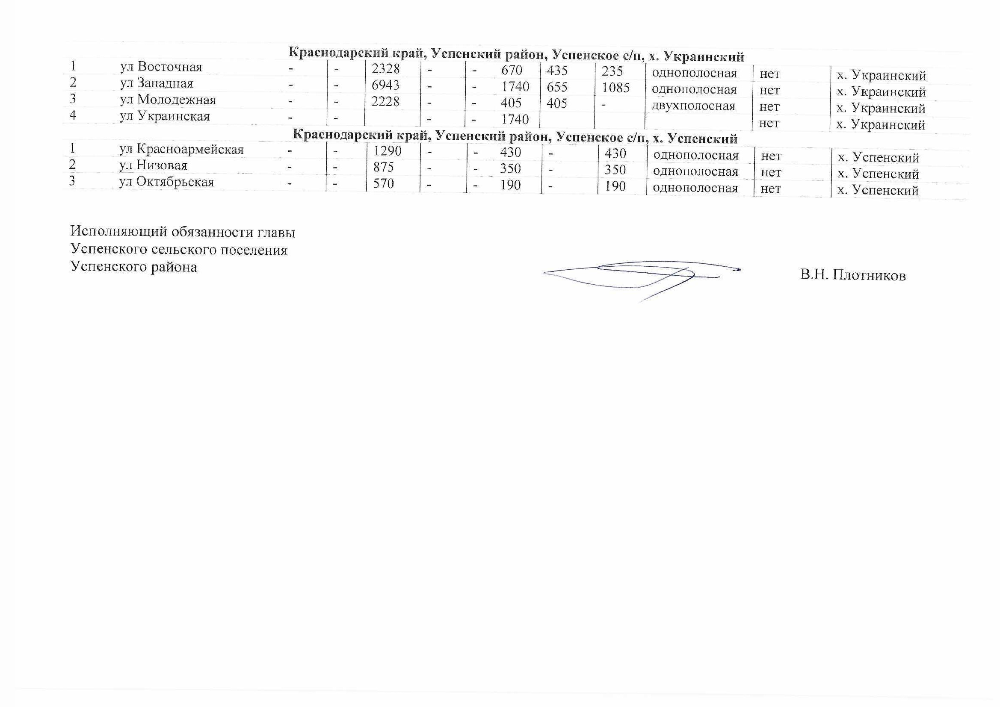 Краснодарский край, Успенский район, Успенское с/п, х. Украинский
1 ул Восточная - - 2328 - - 670 435 235 однополосная нет х. Украинский
2 ул Западная - - 6943 - - 1740 655 1085 однополосная нет х. Украинский
3 ул Молодежная - - 2228 - - 405 405 - двухполосная нет х. Украинский
4 ул Украинская - - - - 1740 нет х. Украинский
Краснодарский край, Успенский район, Успенское с/п, х. Успенский
1 ул Красноармейская - - 1290 - - 430 - 430 однополосная нет х. Успенский
2 ул Низовая - - 875 - - 350 - 350 однополосная нет х. Успенский
3 ул Октябрьская - - 570 - - 190 - 190 однополосная нет х. Успенский
Исполняющий обязанности главы
Успенского сельского поселения
Успенского района
В.Н. Плотников